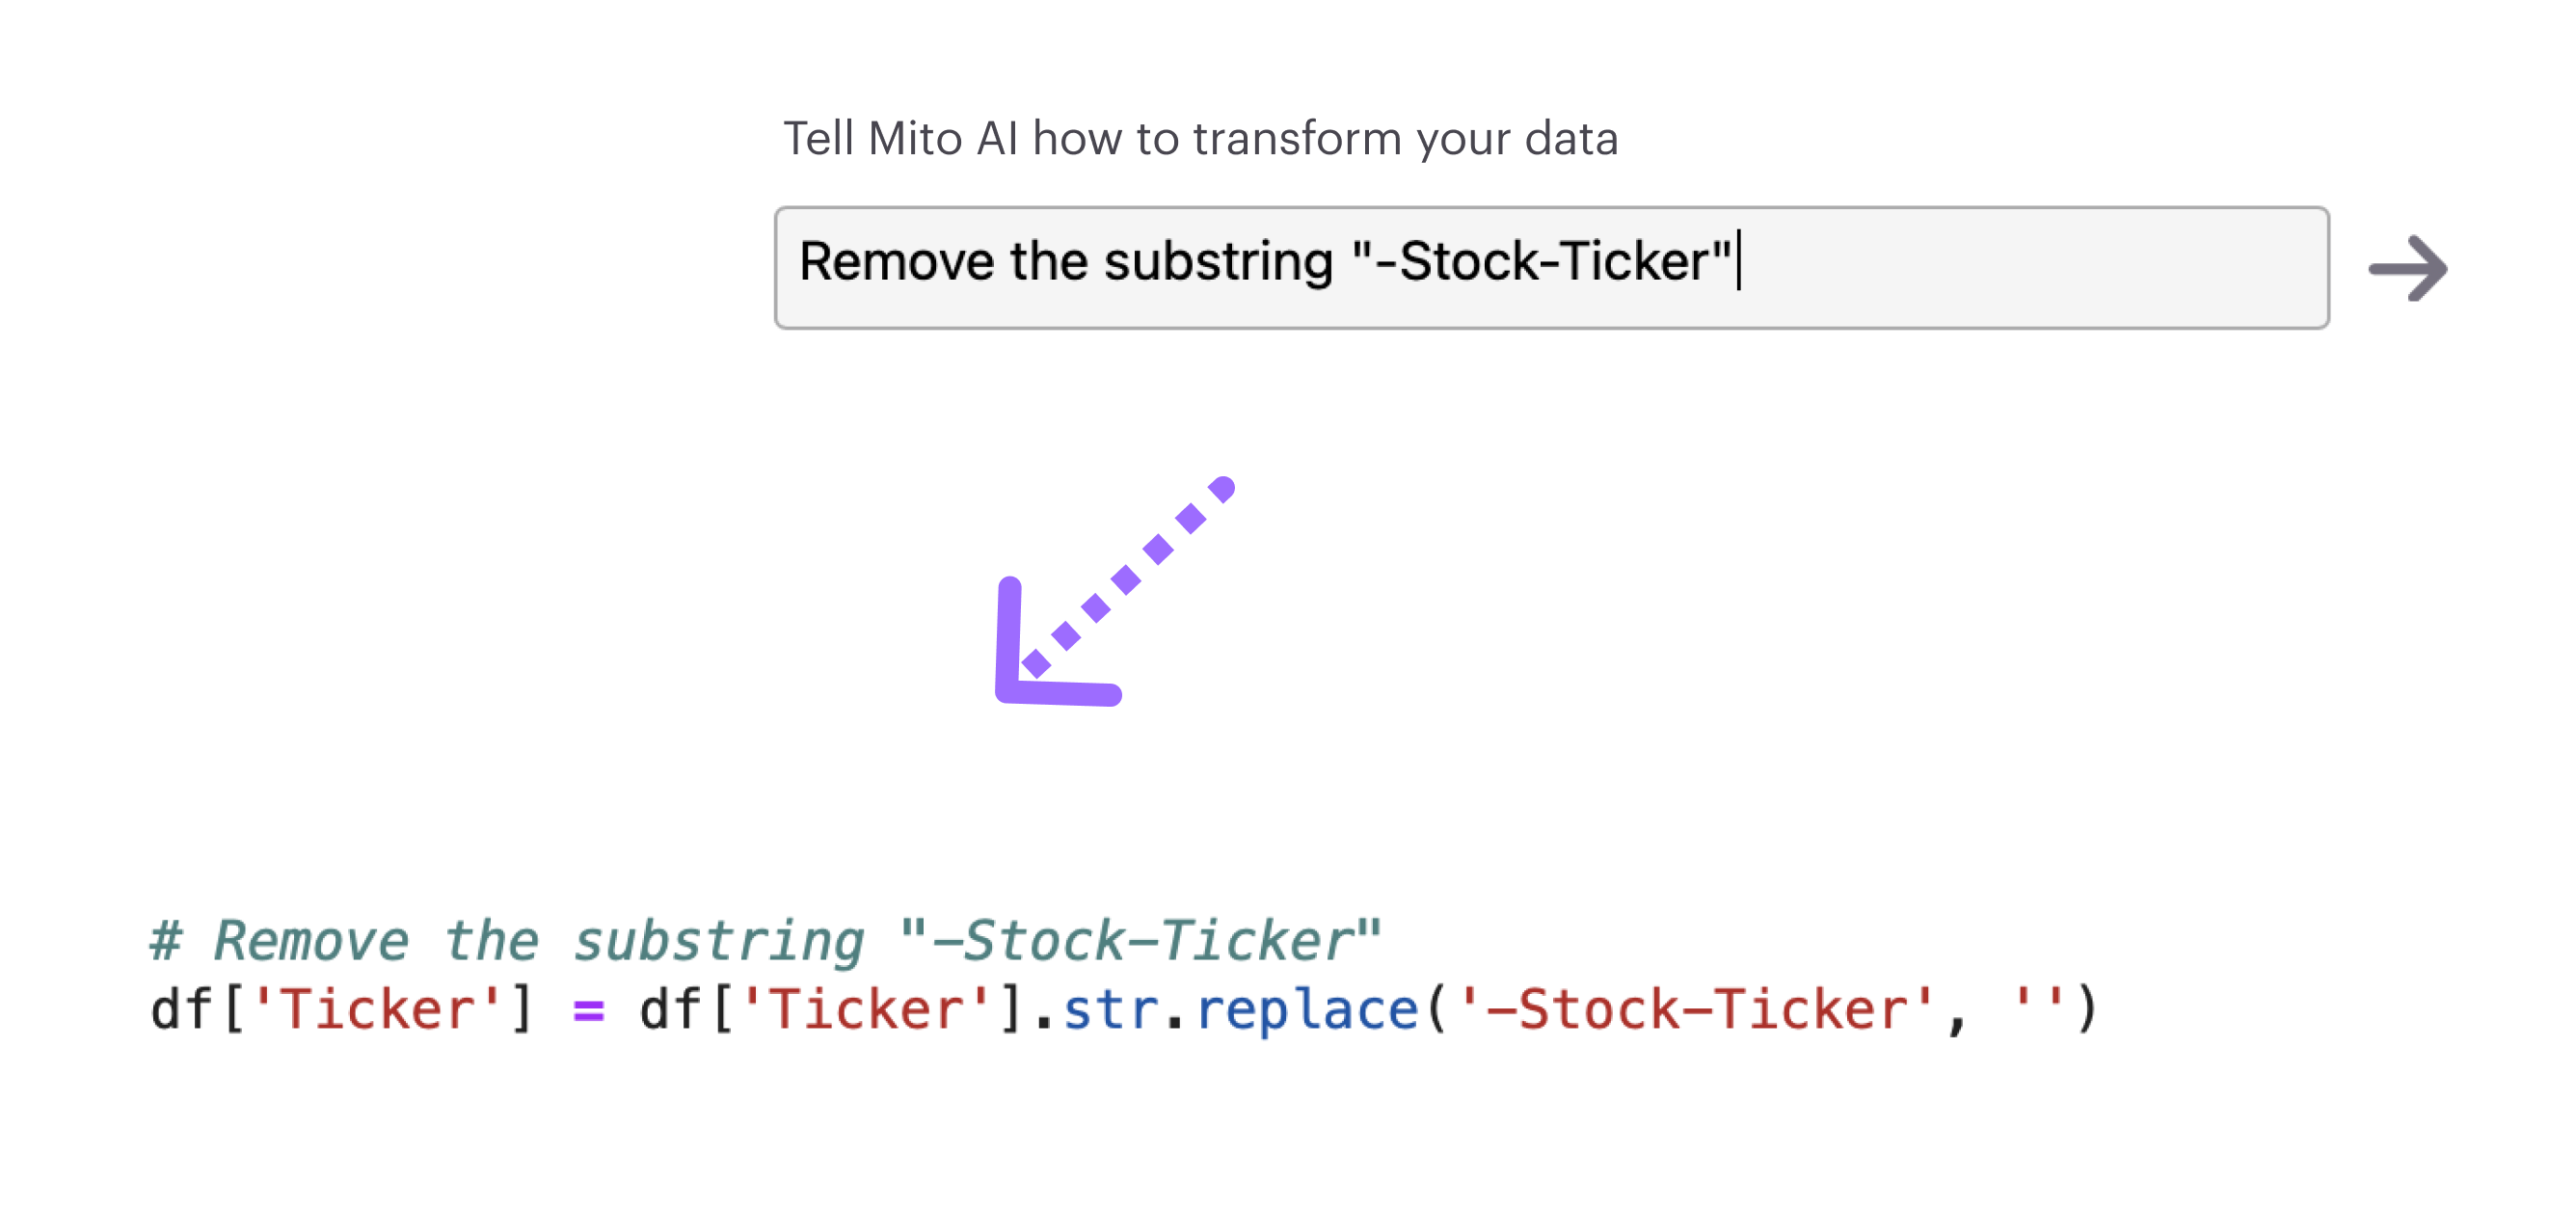 Tell Mito AI how to transform your data
Remove the substring "-Stock-Ticker"
# Remove the substring "-Stock-Ticker"
df['Ticker'] = df['Ticker'].str.replace('-Stock-Ticker', '')